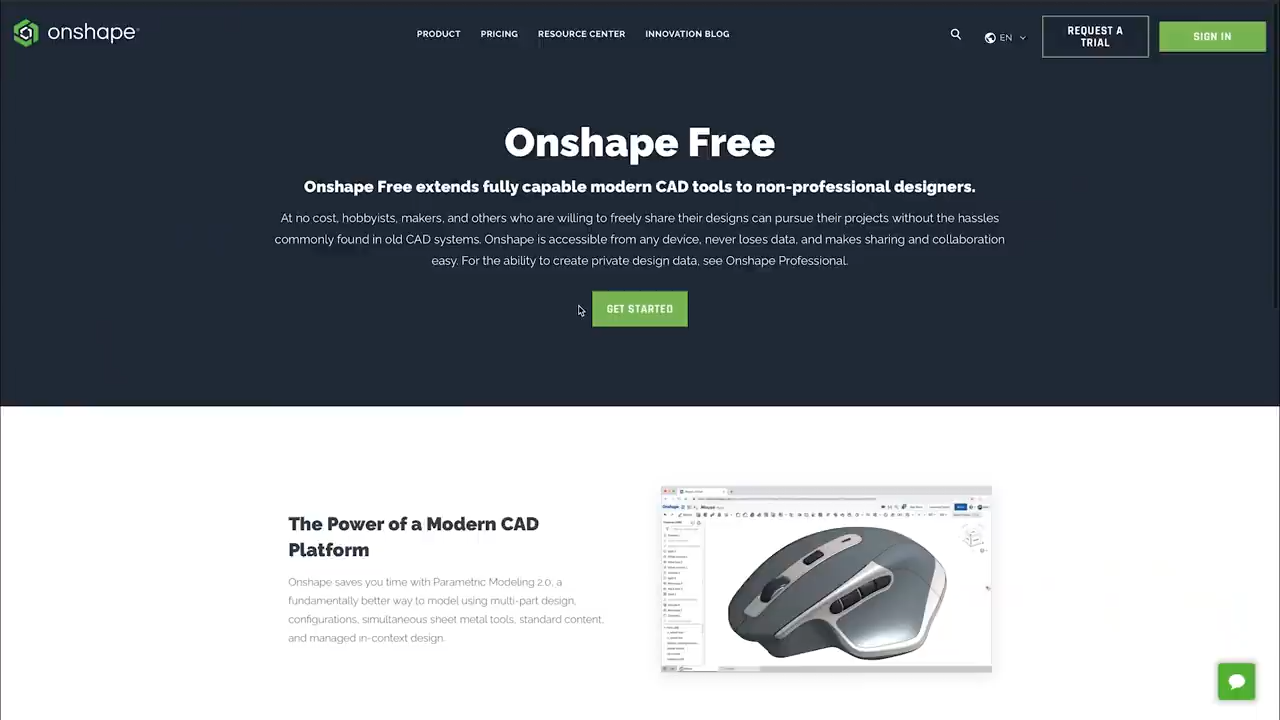 onshape
PRODUCT PRICING RESOURCE CENTER INNOVATION BLOG
EN
REQUEST A
TRIAL
SIGN IN
Onshape Free
Onshape Free extends fully capable modern CAD tools to non-professional designers.
At no cost, hobbyists, makers, and others who are willing to freely share their designs can pursue their projects without the hassles
commonly found in old CAD systems. Onshape is accessible from any device, never loses data, and makes sharing and collaboration
easy. For the ability to create private design data, see Onshape Professional.
GET STARTED
The Power of a Modern CAD
Platform
Onshape saves you time with Parametric Modeling 2.0, a
fundamentally better way to model using multi-part design,
configurations, simultaneous sheet metal tools, standard content,
and managed in-context design.
Onshape
Mouse